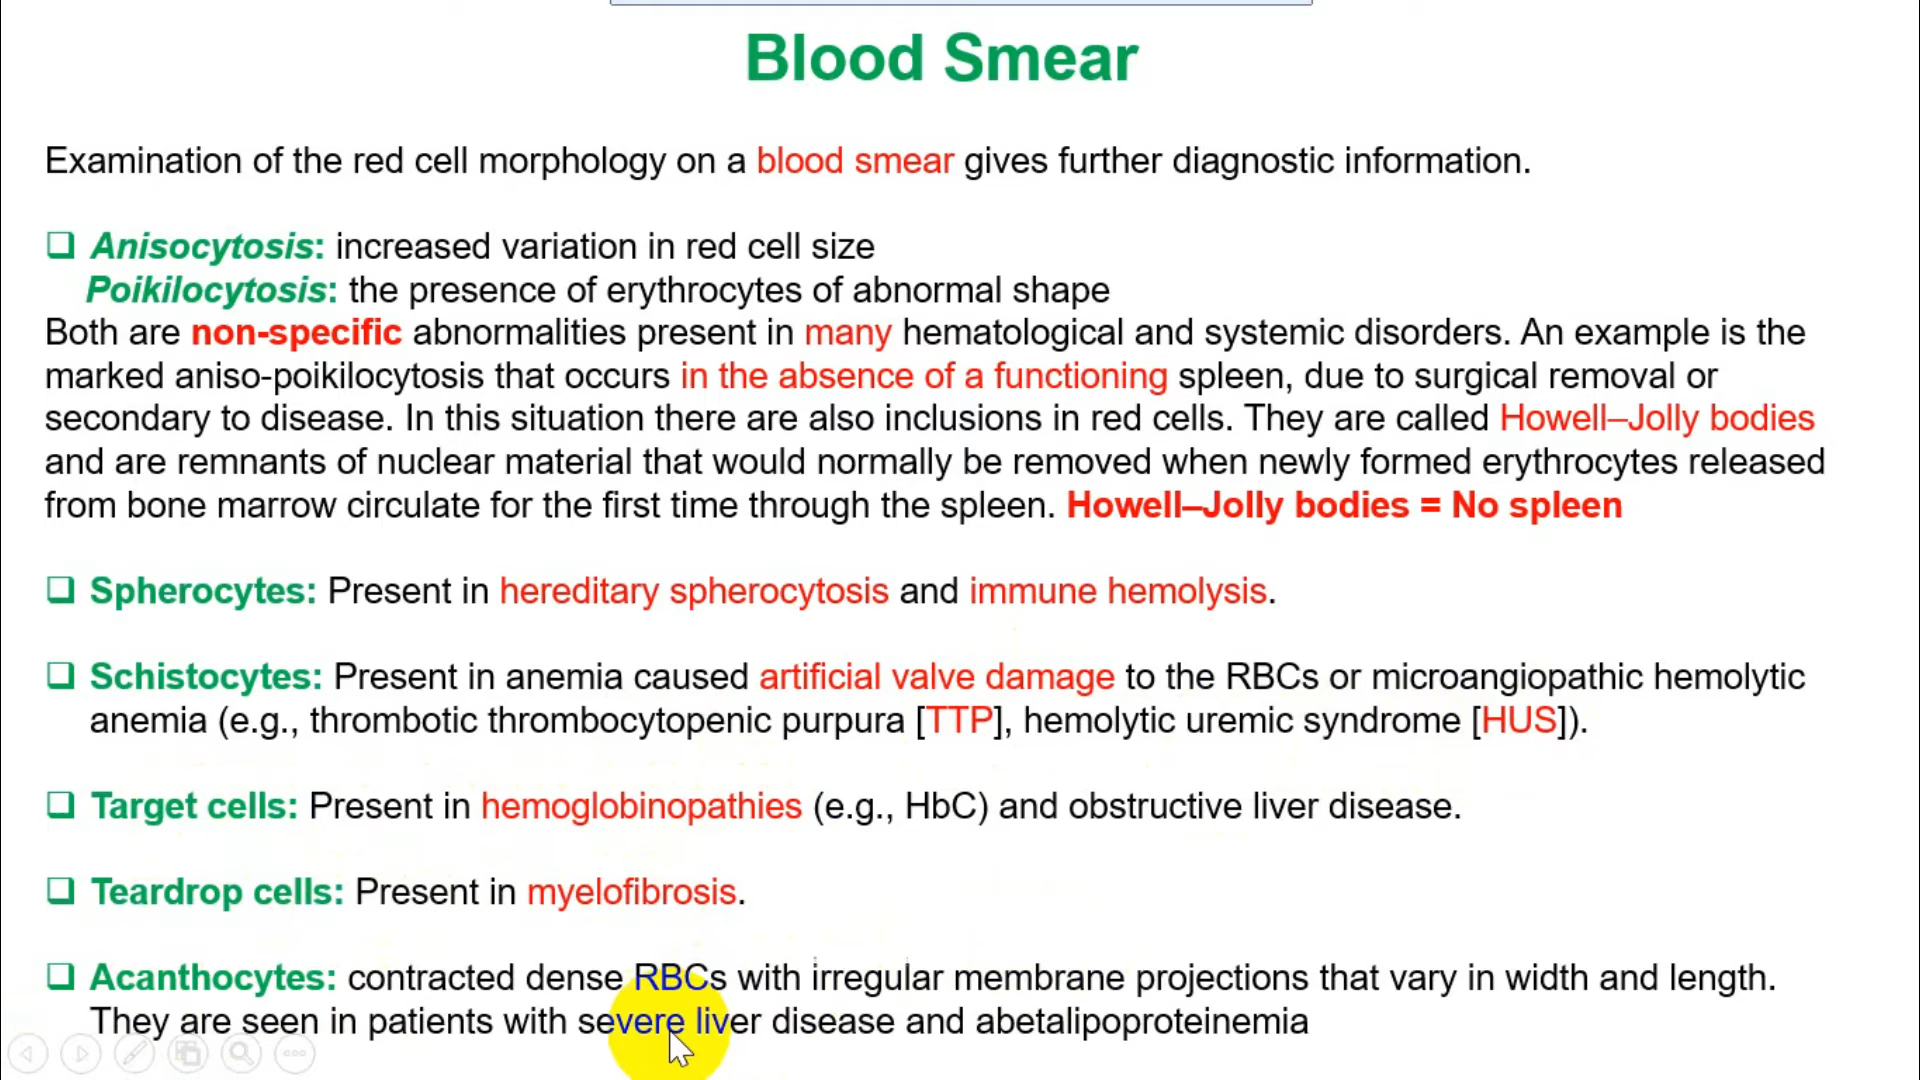 Blood Smear
Examination of the red cell morphology on a blood smear gives further diagnostic information.
Anisocytosis: increased variation in red cell size
Poikilocytosis: the presence of erythrocytes of abnormal shape
Both are non-specific abnormalities present in many hematological and systemic disorders. An example is the
marked aniso-poikilocytosis that occurs in the absence of a functioning spleen, due to surgical removal or
secondary to disease. In this situation there are also inclusions in red cells. They are called Howell–Jolly bodies
and are remnants of nuclear material that would normally be removed when newly formed erythrocytes released
from bone marrow circulate for the first time through the spleen. Howell–Jolly bodies = No spleen
Spherocytes: Present in hereditary spherocytosis and immune hemolysis.
Schistocytes: Present in anemia caused artificial valve damage to the RBCs or microangiopathic hemolytic
anemia (e.g., thrombotic thrombocytopenic purpura [TTP], hemolytic uremic syndrome [HUS]).
Target cells: Present in hemoglobinopathies (e.g., HbC) and obstructive liver disease.
Teardrop cells: Present in myelofibrosis.
Acanthocytes: contracted dense RBCs with irregular membrane projections that vary in width and length.
They are seen in patients with severe liver disease and abetalipoproteinemia